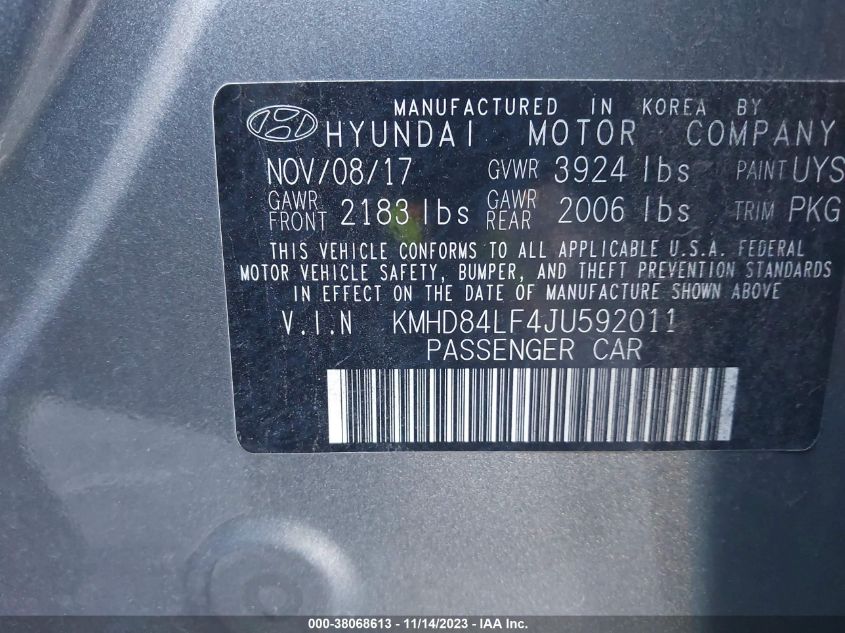 MANUFACTURED IN KOREA BY
HYUNDAI MOTOR COMPANY
NOV/08/17 GVWR 3924 lbs PAINT UYS
GAWR FRONT 2183 lbs GAWR REAR 2006 lbs TRIM PKG
THIS VEHICLE CONFORMS TO ALL APPLICABLE U.S.A. FEDERAL
MOTOR VEHICLE SAFETY, BUMPER, AND THEFT PREVENTION STANDARDS
IN EFFECT ON THE DATE OF MANUFACTURE SHOWN ABOVE
V.I.N KMHD84LF4JU592011
PASSENGER CAR
000-38068613 - 11/14/2023 - IAA Inc.